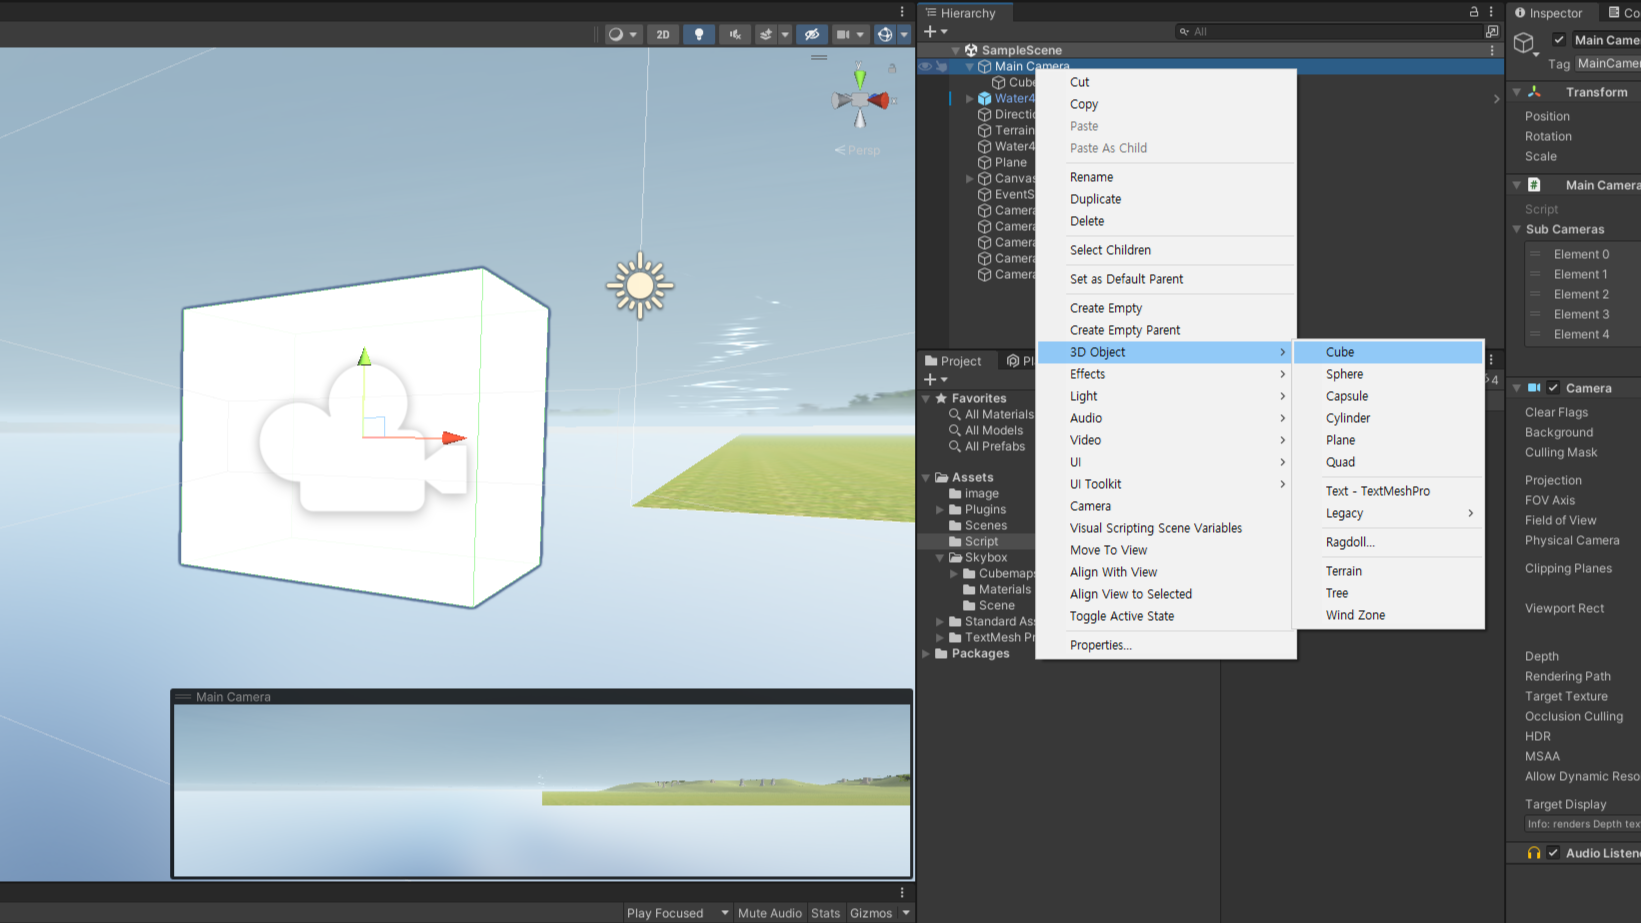 Hierarchy
Inspector
Co
2D
All
SampleScene
Main Camera
Cube
Water4
Directio
Terrain
Water4
Plane
Canvas
EventS
Camera
Camera
Camera
Camera
Camera
Persp
Cut
Copy
Paste
Paste As Child
Rename
Duplicate
Delete
Select Children
Set as Default Parent
Create Empty
Create Empty Parent
3D Object
Effects
Light
Audio
Video
UI
UI Toolkit
Camera
Visual Scripting Scene Variables
Move To View
Align With View
Align View to Selected
Toggle Active State
Properties...
Cube
Sphere
Capsule
Cylinder
Plane
Quad
Text - TextMeshPro
Legacy
Ragdoll...
Terrain
Tree
Wind Zone
Project
Pl
4
Favorites
All Materials
All Models
All Prefabs
Assets
image
Plugins
Scenes
Script
Skybox
Cubemaps
Materials
Scene
Standard Ass
TextMesh Pr
Packages
Main Came
Tag MainCamer
Transform
Position
Rotation
Scale
Main Camera
Script
Sub Cameras
Element 0
Element 1
Element 2
Element 3
Element 4
Camera
Clear Flags
Background
Culling Mask
Projection
FOV Axis
Field of View
Physical Camera
Clipping Planes
Viewport Rect
Depth
Rendering Path
Target Texture
Occlusion Culling
HDR
MSAA
Allow Dynamic Reso
Target Display
Info: renders Depth tex
Audio Listene
Main Camera
Play Focused Mute Audio Stats Gizmos